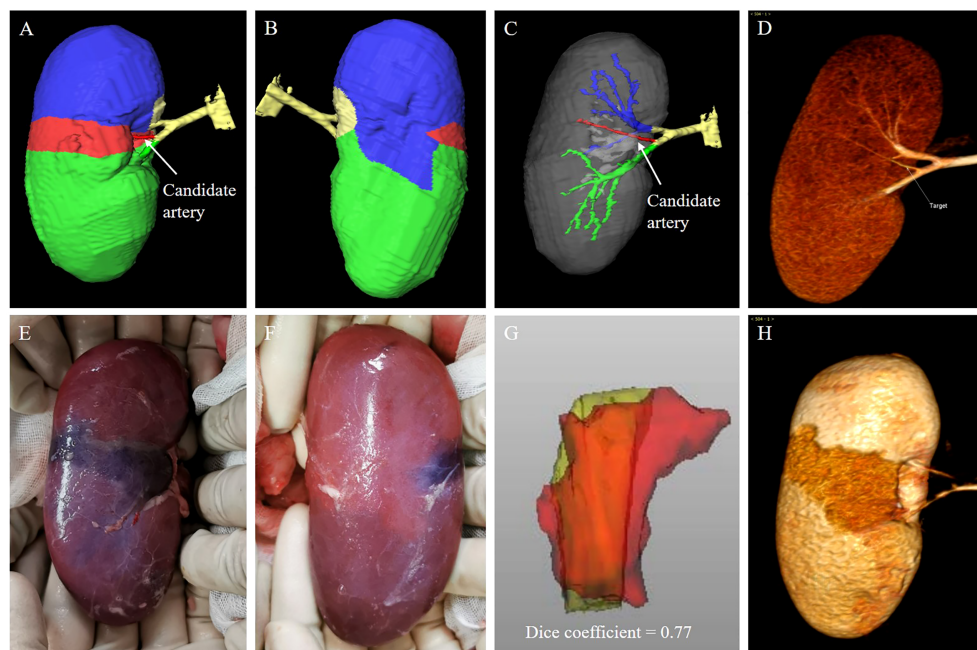 A
B
C
D
Candidate
artery
Candidate
artery
Target
E
F
G
H
Dice coefficient = 0.77